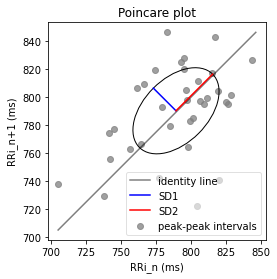 Poincare plot
RRi_n+1 (ms)
840
820
800
780
760
740
720
700
identity line
SD1
SD2
peak-peak intervals
700 725 750 775 800 825 850
RRi_n (ms)